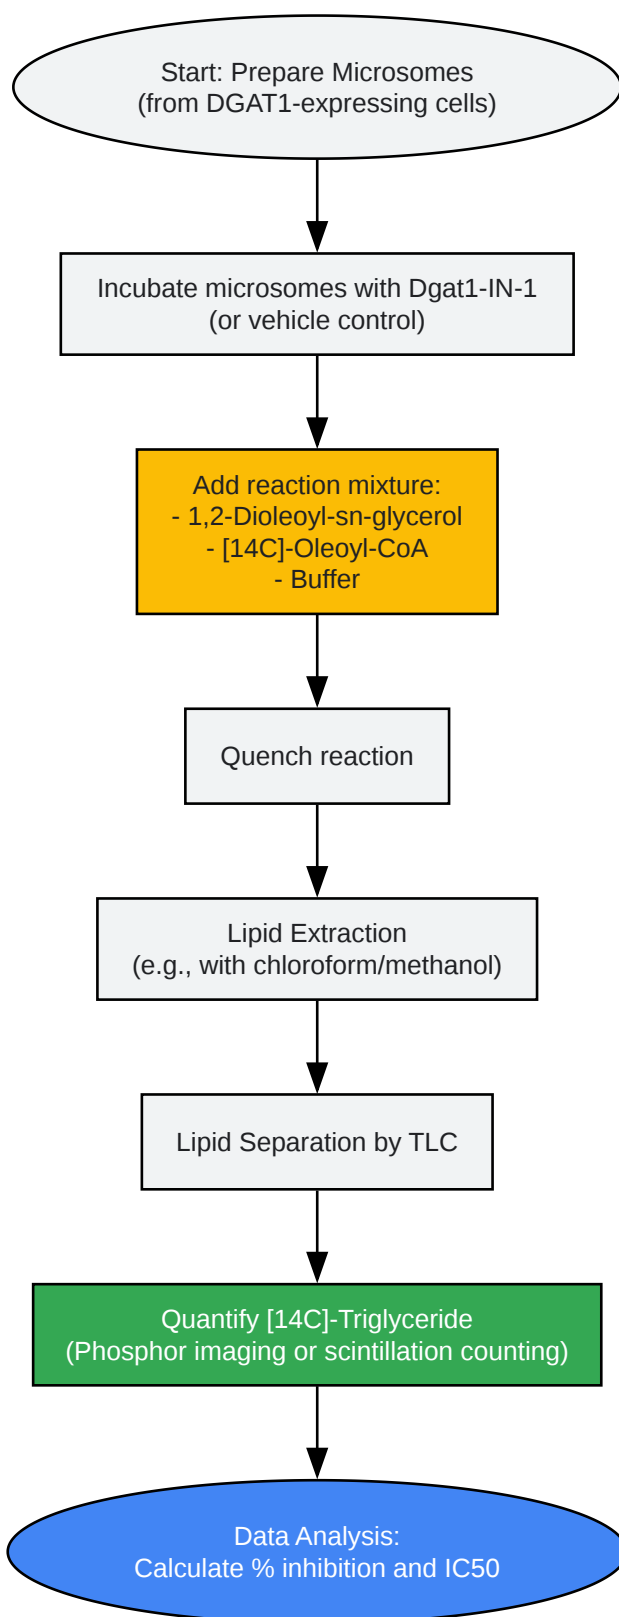 Start: Prepare Microsomes
(from DGAT1-expressing cells)
Incubate microsomes with Dgat1-IN-1
(or vehicle control)
Add reaction mixture:
- 1,2-Dioleoyl-sn-glycerol
- [14C]-Oleoyl-CoA
- Buffer
Quench reaction
Lipid Extraction
(e.g., with chloroform/methanol)
Lipid Separation by TLC
Quantify [14C]-Triglyceride
(Phosphor imaging or scintillation counting)
Data Analysis:
Calculate % inhibition and IC50